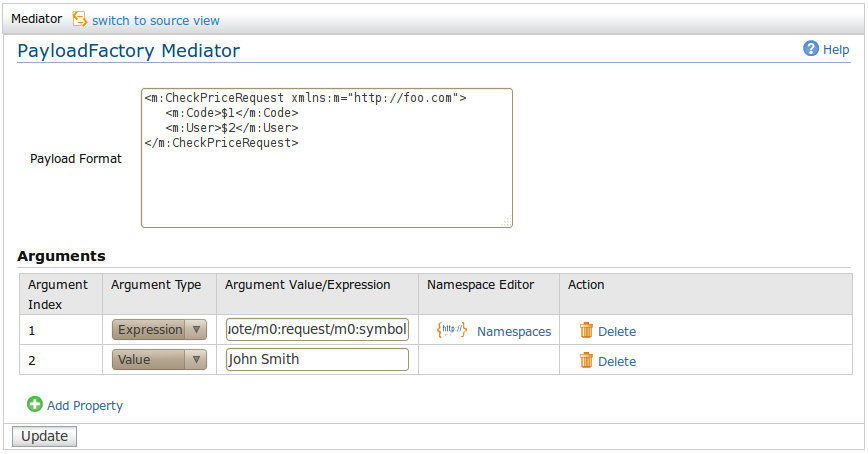 Mediator switch to source view
PayloadFactory Mediator Help
<m:CheckPriceRequest xmlns:m="http://foo.com">
<m:Code>$1</m:Code>
<m:User>$2</m:User>
</m:CheckPriceRequest>
Payload Format
Arguments
Argument Index Argument Type Argument Value/Expression Namespace Editor Action
1 Expression uote/m0:request/m0:symbol {http://} Namespaces Delete
2 Value John Smith Delete
Add Property
Update